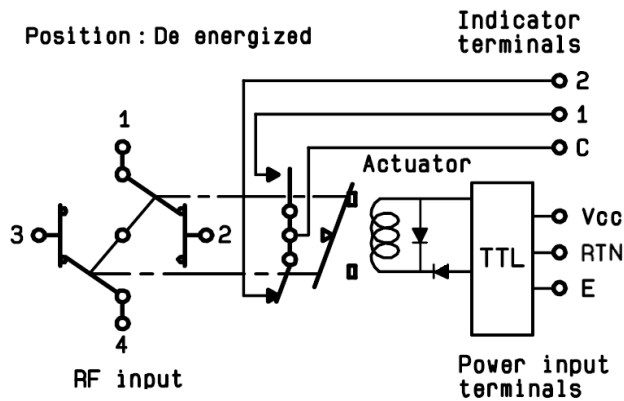 Position : De energized
Indicator
terminals
2
1
C
1
Actuator
3
2
TTL
Vcc
RTN
E
4
RF input
Power input
terminals